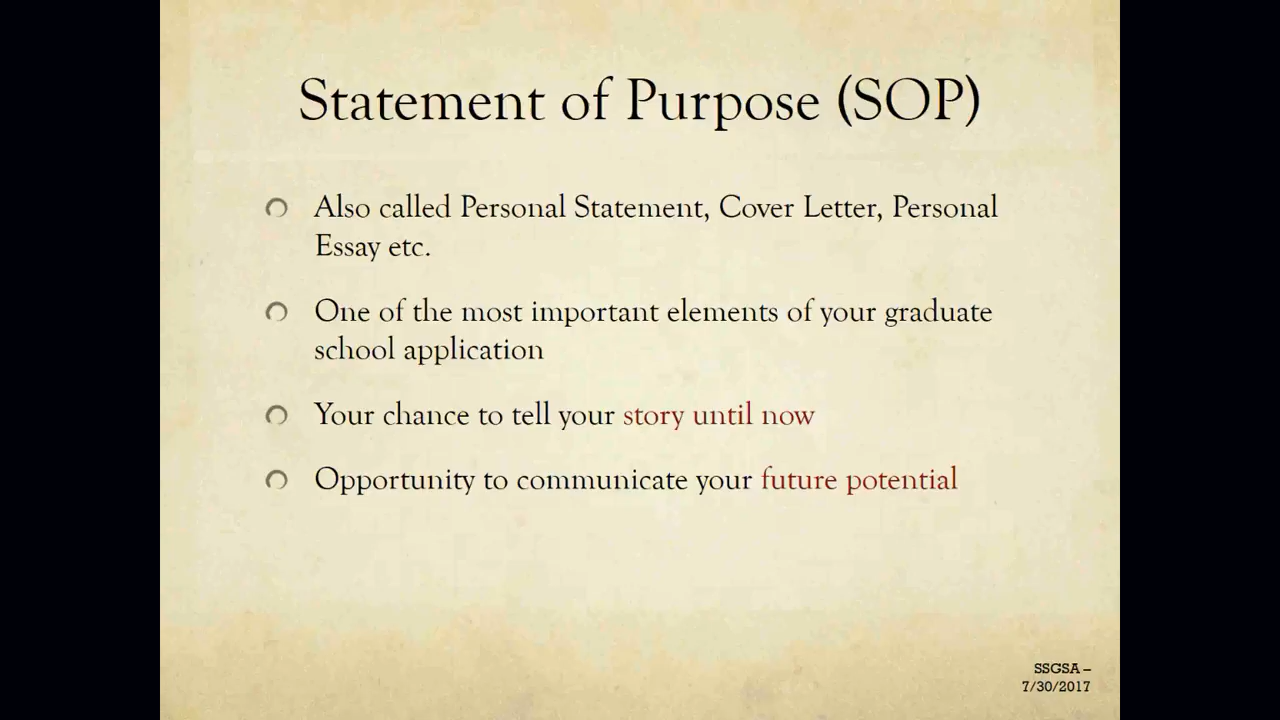 Statement of Purpose (SOP)
Also called Personal Statement, Cover Letter, Personal
Essay etc.
One of the most important elements of your graduate
school application
Your chance to tell your story until now
Opportunity to communicate your future potential
SSGSA –
7/30/2017